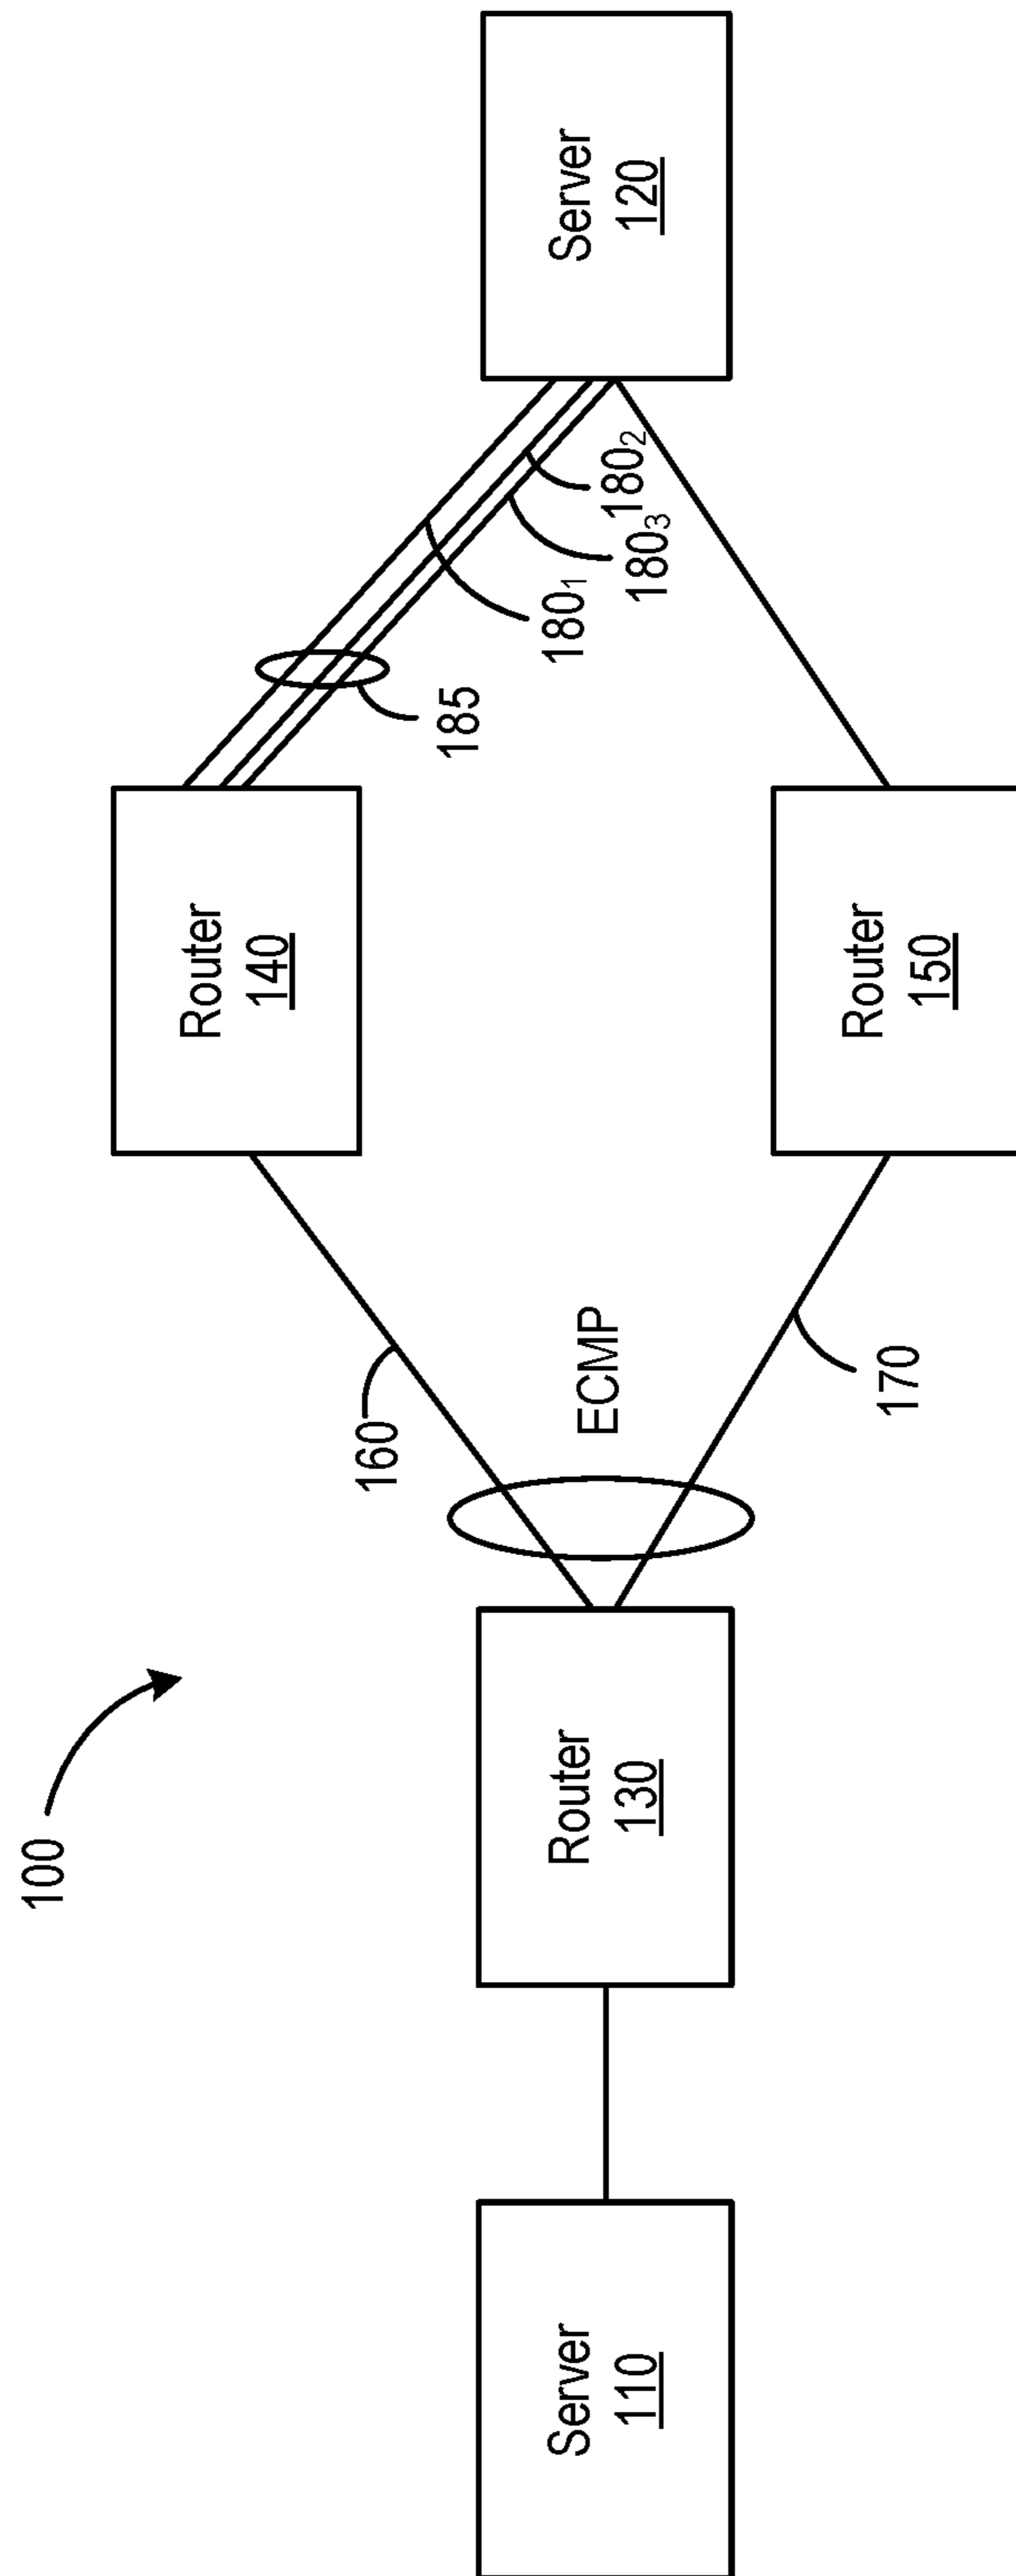 100
Server
110
Router
130
ECMP
160
170
Router
140
Router
150
185
180₁
180₃
180₂
Server
120